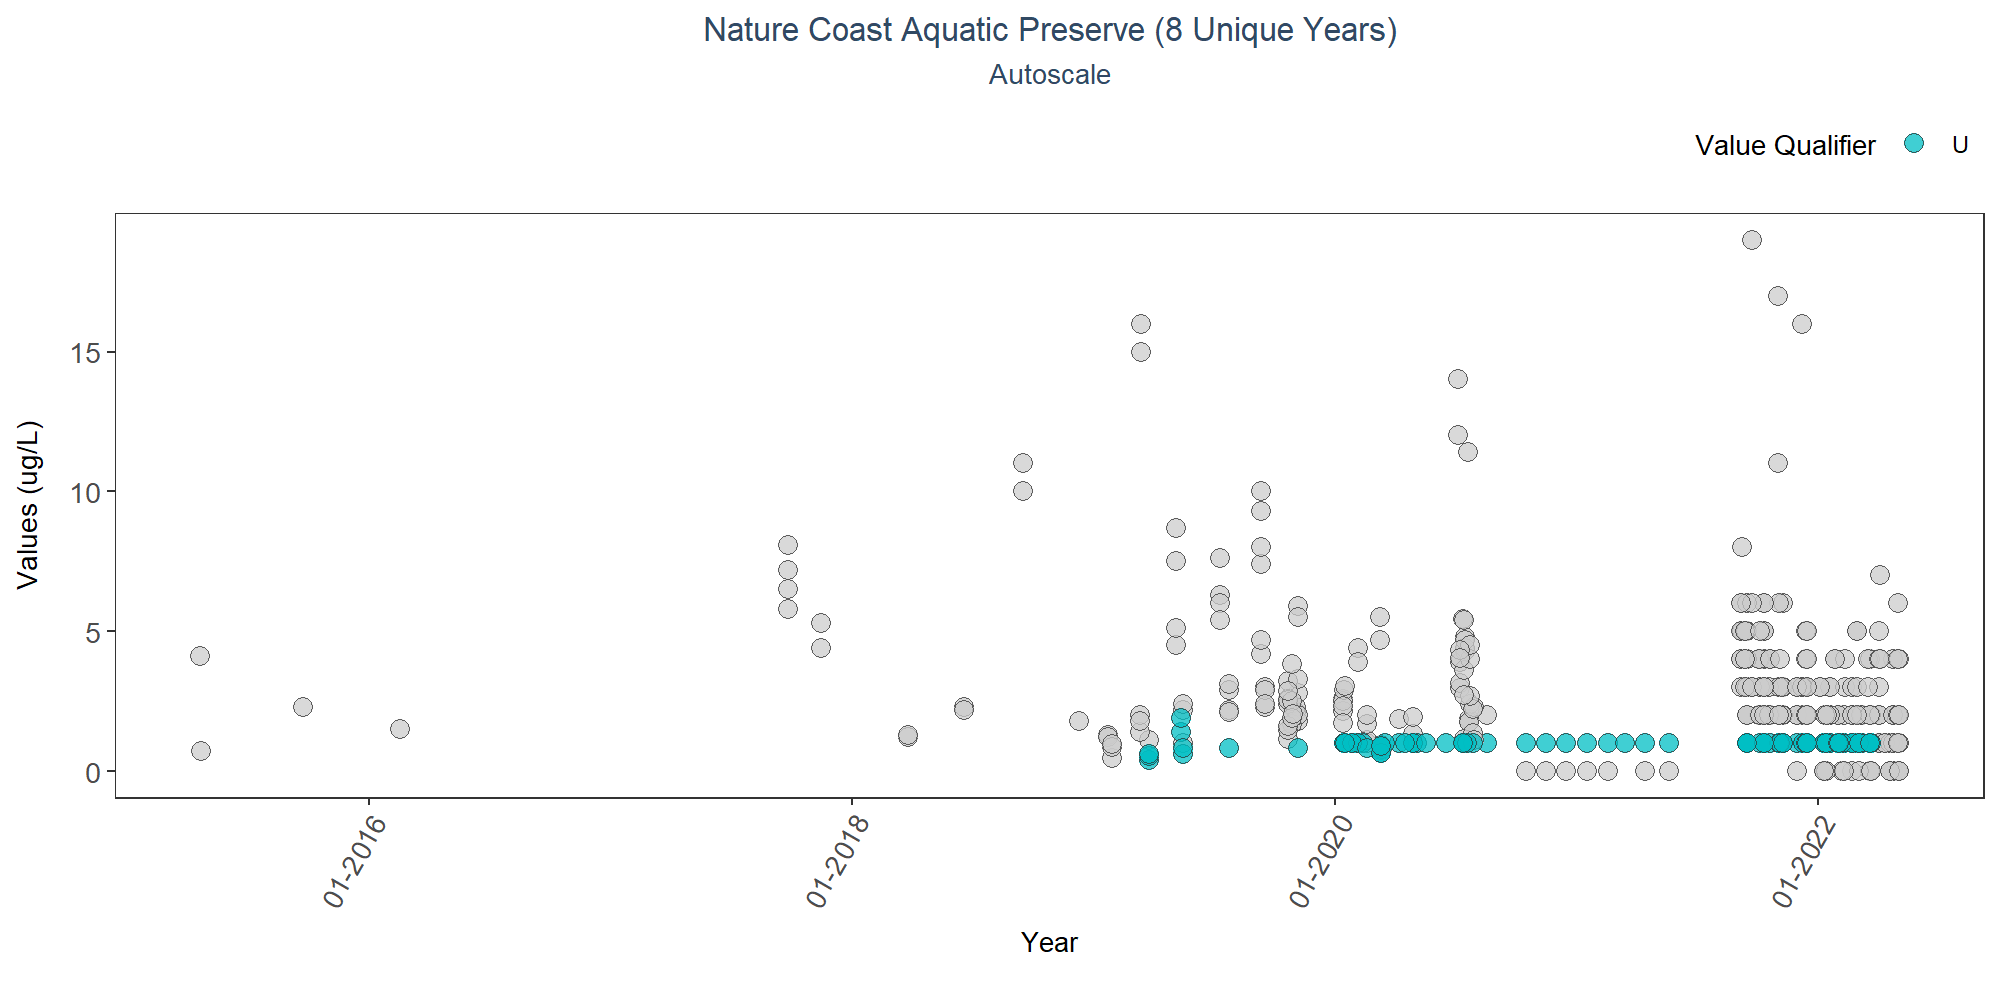 Nature Coast Aquatic Preserve (8 Unique Years)
Autoscale
Value Qualifier U
Values (ug/L)
15
10
5
0
01-2016
01-2018
01-2020
01-2022
Year